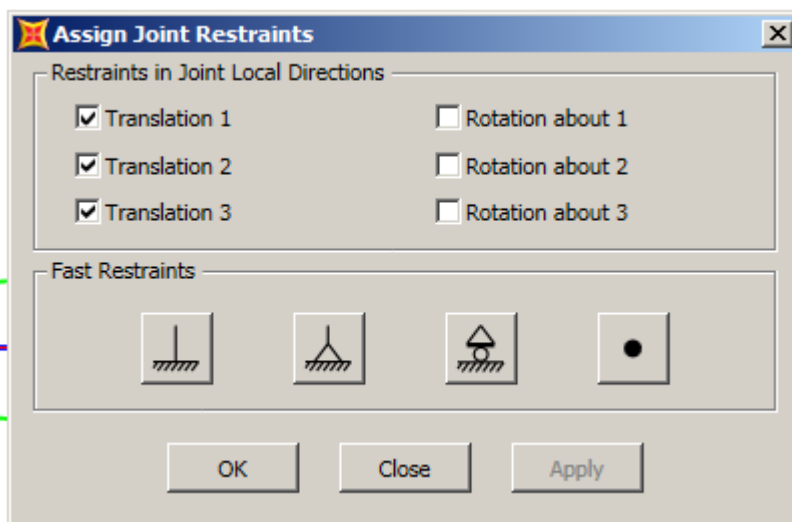 Assign Joint Restraints
Restraints in Joint Local Directions
Translation 1
Rotation about 1
Translation 2
Rotation about 2
Translation 3
Rotation about 3
Fast Restraints
OK
Close
Apply